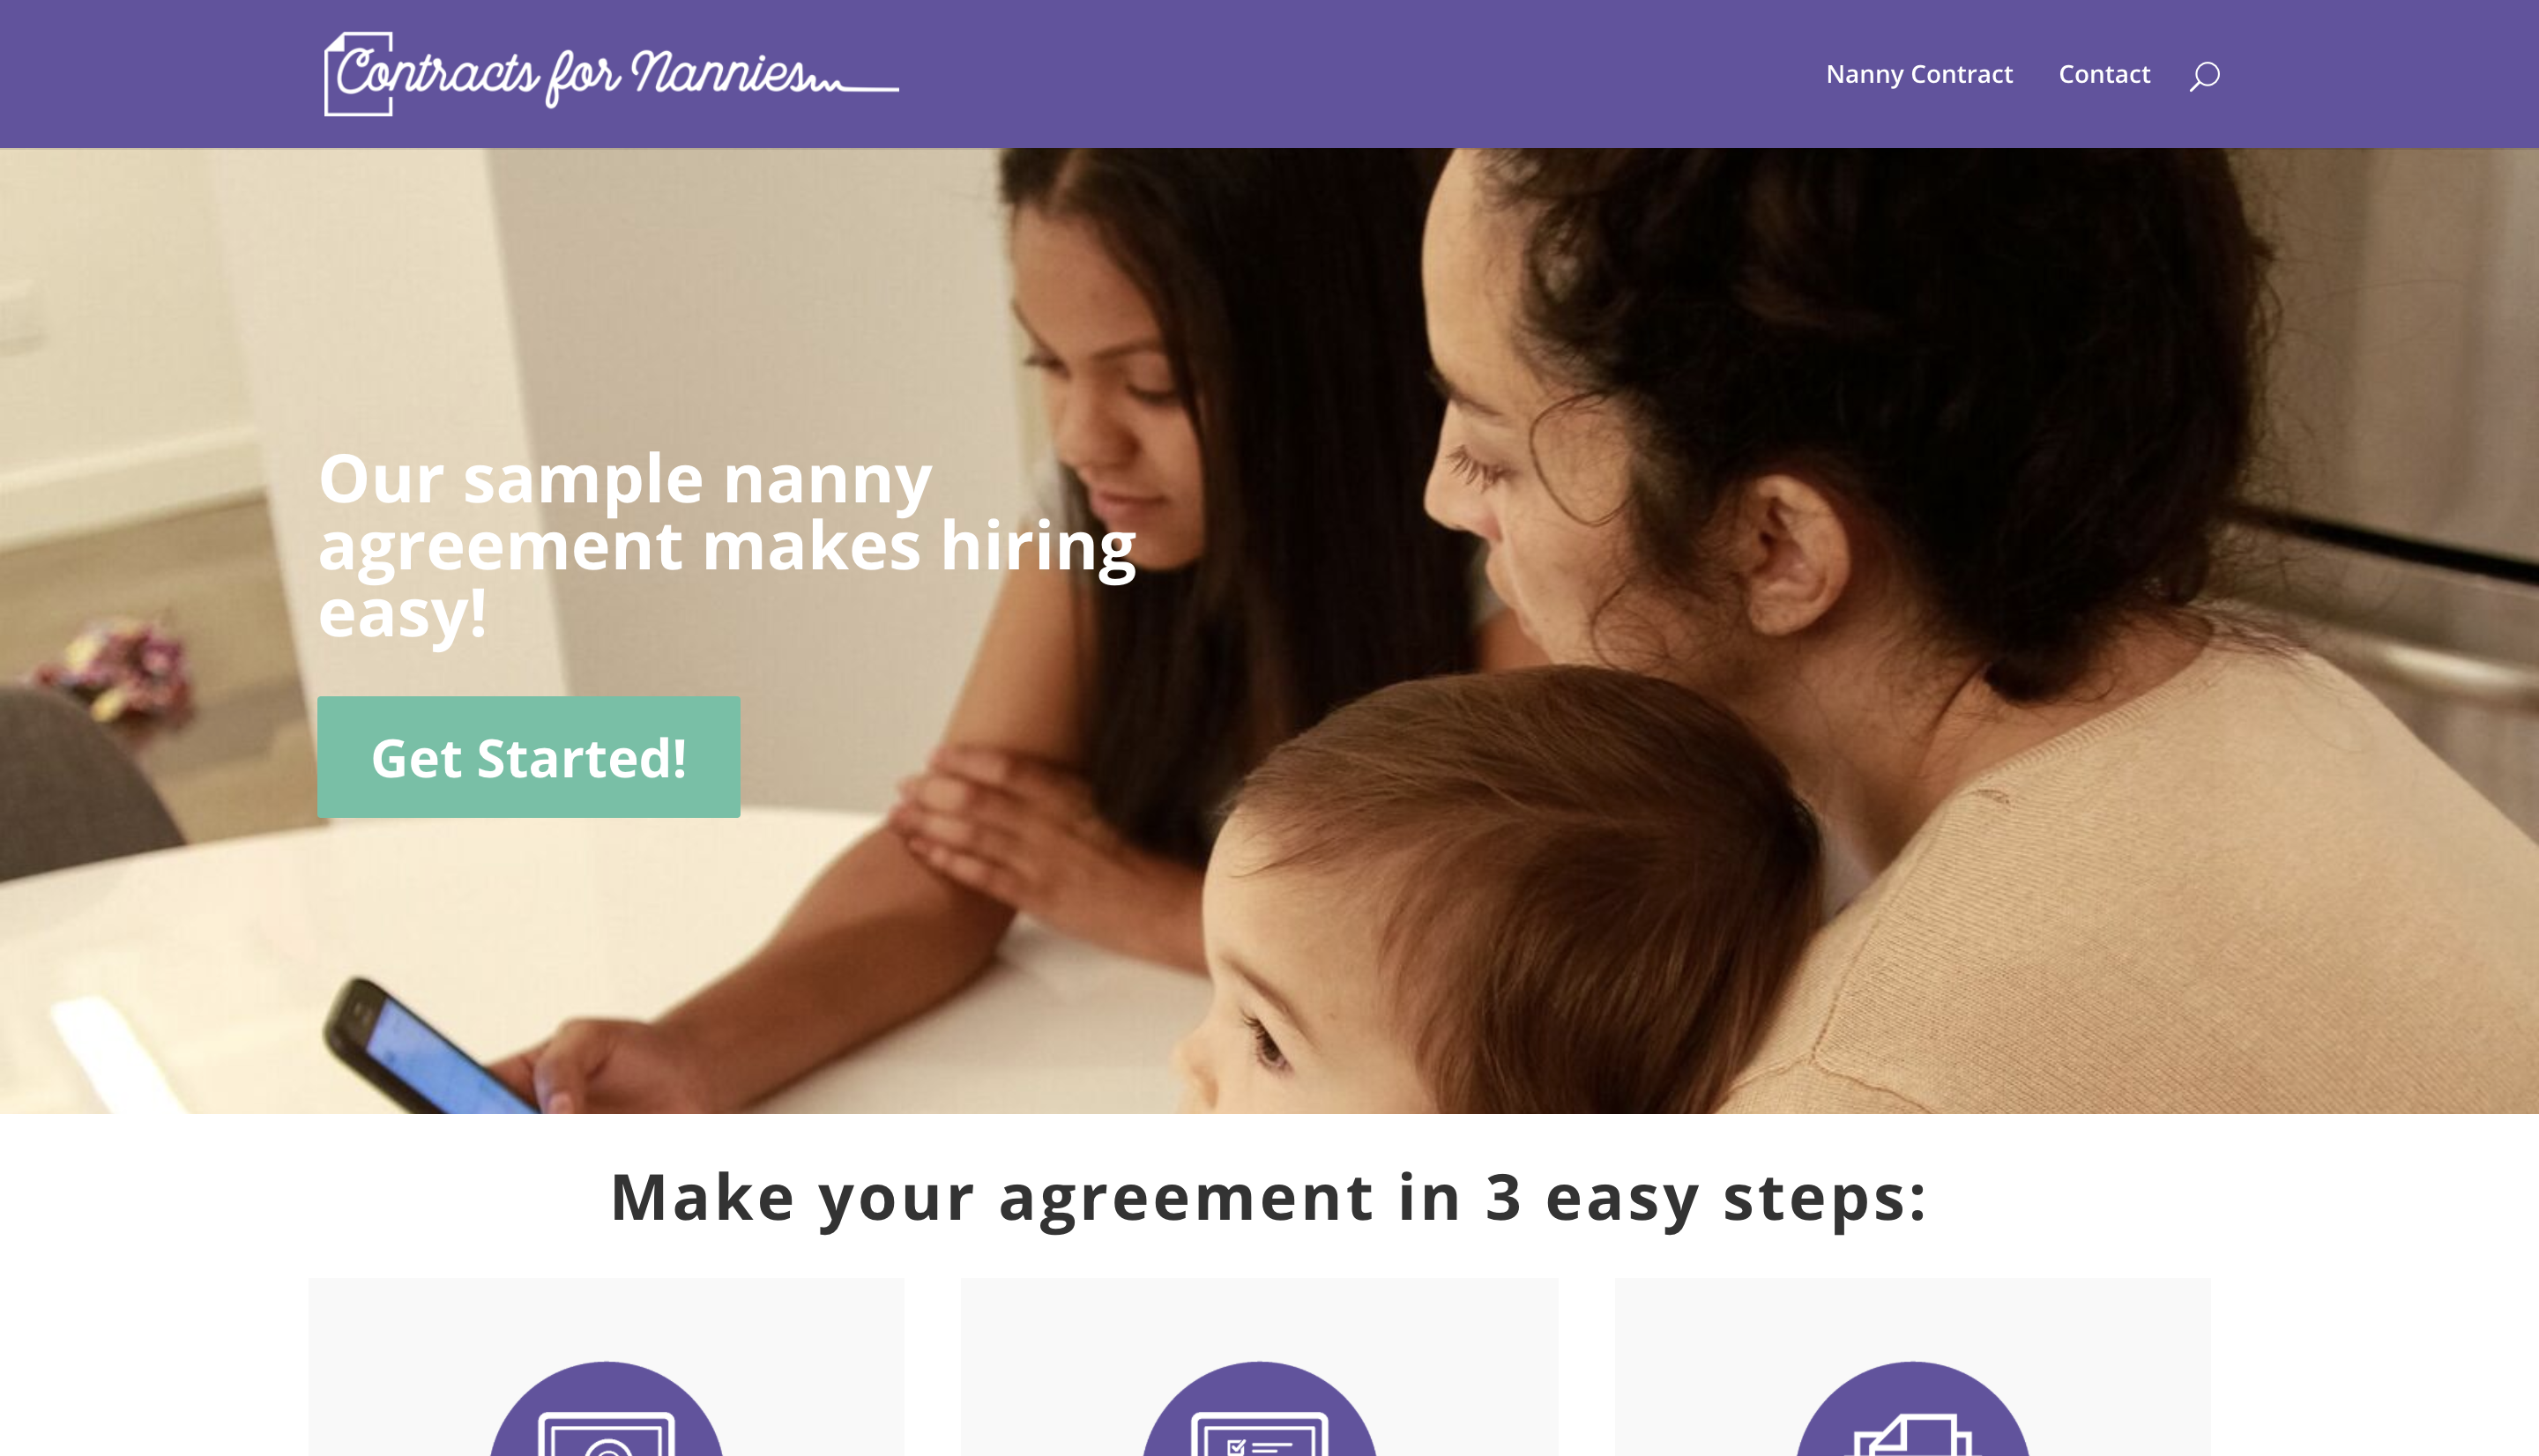 Contracts for Nannies
Nanny Contract
Contact
Our sample nanny
agreement makes hiring
easy!
Get Started!
Make your agreement in 3 easy steps: